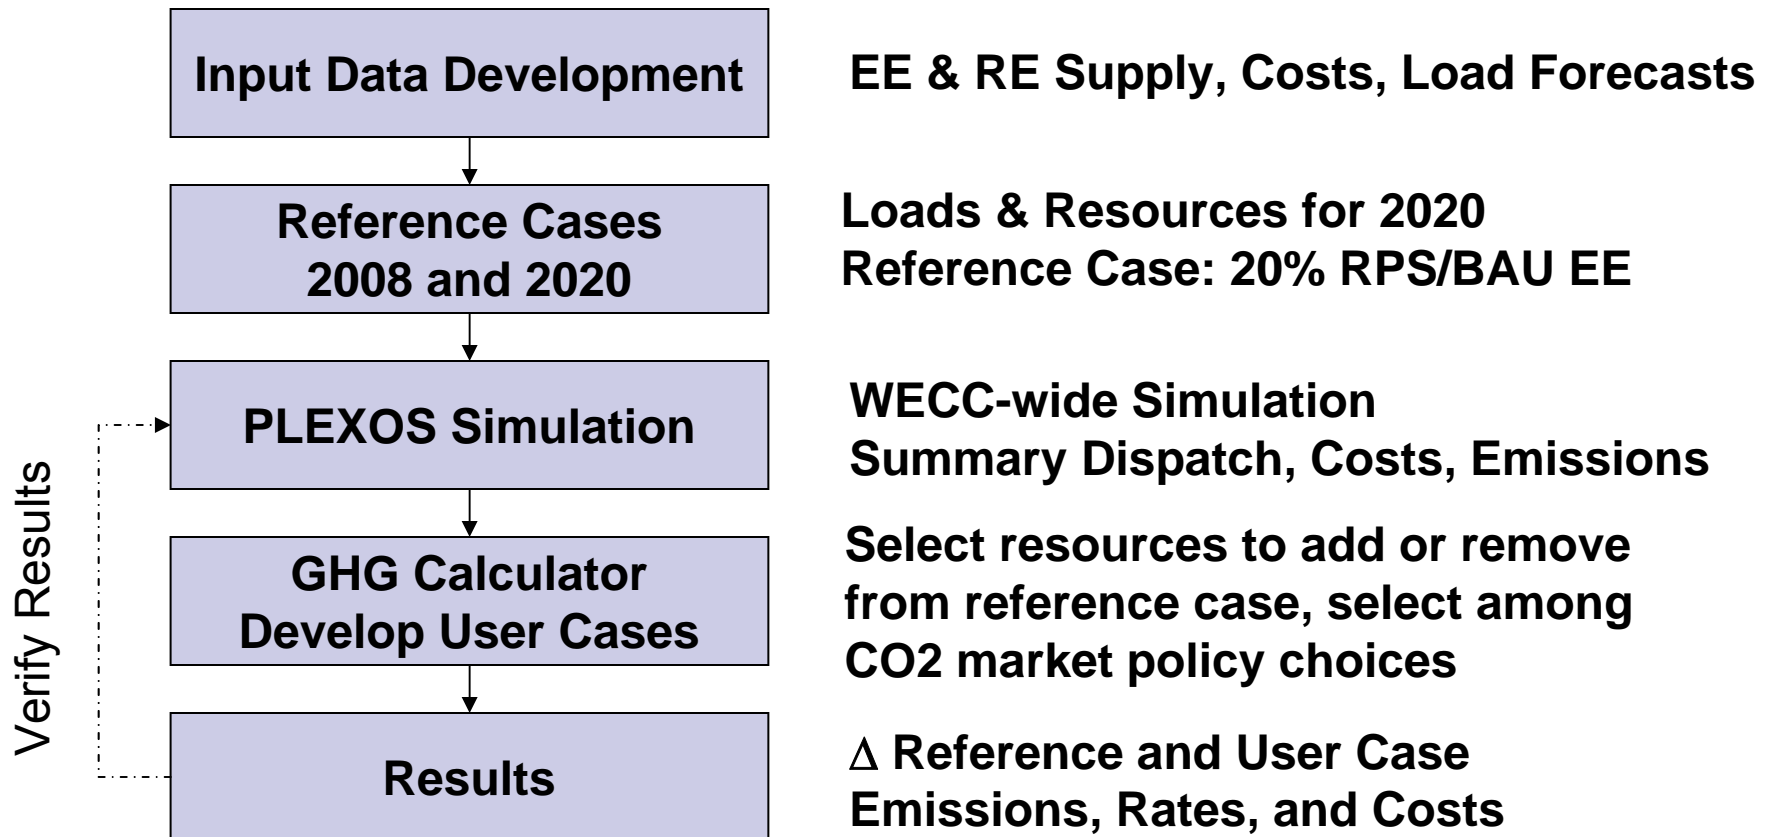 Input Data Development
EE & RE Supply, Costs, Load Forecasts
Reference Cases
2008 and 2020
Loads & Resources for 2020
Reference Case: 20% RPS/BAU EE
PLEXOS Simulation
WECC-wide Simulation
Summary Dispatch, Costs, Emissions
GHG Calculator
Develop User Cases
Select resources to add or remove
from reference case, select among
CO2 market policy choices
Results
Δ Reference and User Case
Emissions, Rates, and Costs
Verify Results